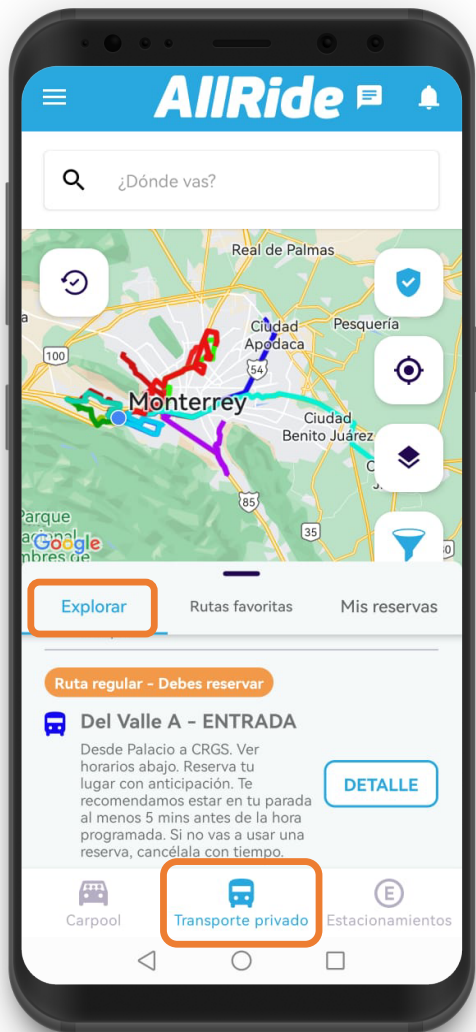 AllRide
¿Dónde vas?
Real de Palmas
Ciudad
Apodaca
Pesquería
100
54
Monterrey
Ciudad
Benito Juárez
85
35
Parque
Google
Explorar
Rutas favoritas
Mis reservas
Ruta regular - Debes reservar
Del Valle A - ENTRADA
Desde Palacio a CRGS. Ver
horarios abajo. Reserva tu
lugar con anticipación. Te
recomendamos estar en tu parada
al menos 5 mins antes de la hora
programada. Si no vas a usar una
reserva, cancélala con tiempo.
DETALLE
E
Carpool
Transporte privado
Estacionamientos